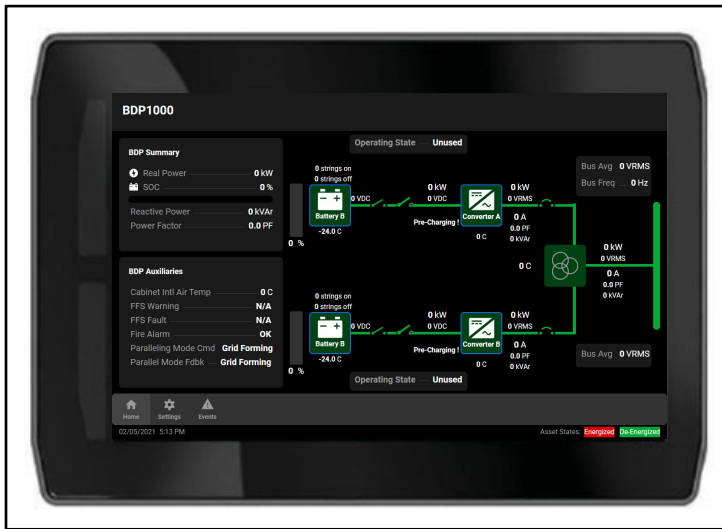 BDP1000
BDP Summary
Real Power 0 kW
SOC 0 %
Reactive Power 0 kVAr
Power Factor 0.0 PF
BDP Auxiliaries
Cabinet Intl Air Temp 0 C
FFS Warning N/A
FFS Fault N/A
Fire Alarm OK
Paralleling Mode Cmd Grid Forming
Parallel Mode Fdbk Grid Forming
Operating State Unused
0 strings on
0 strings off
Battery B
-24.0 C
0 %
0 VDC
0 kW
0 VDC
Pre-Charging !
Converter A
0 C
0 kW
0 VRMS
0 A
0.0 PF
0 kVAr
Bus Avg 0 VRMS
Bus Freq 0 Hz
0 C
0 kW
0 VRMS
0 A
0.0 PF
0 kVAr
0 strings on
0 strings off
Battery B
-24.0 C
0 %
0 VDC
0 kW
0 VDC
Pre-Charging !
Converter B
0 C
0 kW
0 VRMS
0 A
0.0 PF
0 kVAr
Bus Avg 0 VRMS
Operating State Unused
Home Settings Events
02/05/2021 5:13 PM
Asset States: Energized De-Energized